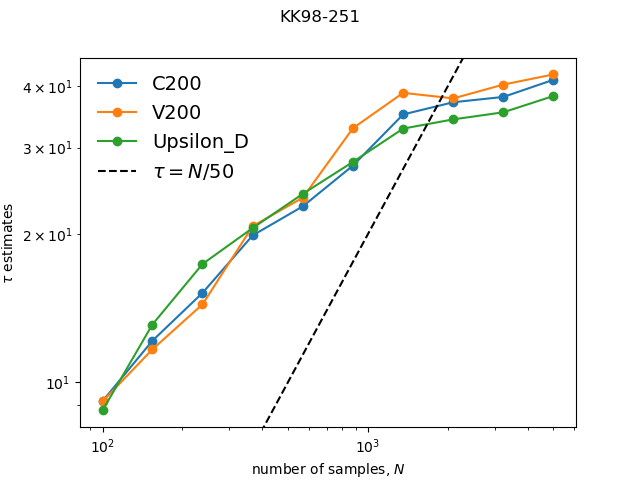 KK98-251
C200
V200
Upsilon_D
τ = N/50
4 × 10¹
3 × 10¹
2 × 10¹
10¹
τ estimates
10² 10³
number of samples, N